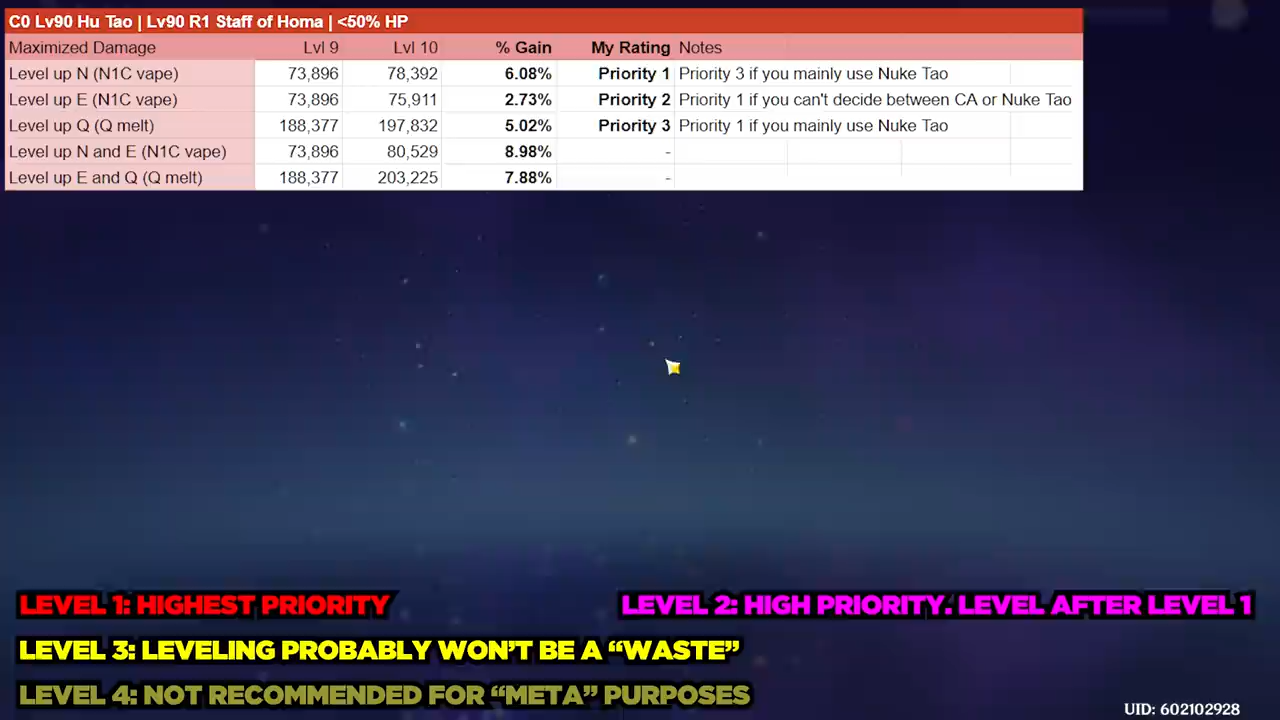 C0 Lv90 Hu Tao | Lv90 R1 Staff of Homa | <50% HP
Maximized Damage Lvl 9 Lvl 10 % Gain My Rating Notes
Level up N (N1C vape) 73,896 78,392 6.08% Priority 1 Priority 3 if you mainly use Nuke Tao
Level up E (N1C vape) 73,896 75,911 2.73% Priority 2 Priority 1 if you can't decide between CA or Nuke Tao
Level up Q (Q melt) 188,377 197,832 5.02% Priority 3 Priority 1 if you mainly use Nuke Tao
Level up N and E (N1C vape) 73,896 80,529 8.98% -
Level up E and Q (Q melt) 188,377 203,225 7.88% -
LEVEL 1: HIGHEST PRIORITY
LEVEL 2: HIGH PRIORITY. LEVEL AFTER LEVEL 1
LEVEL 3: LEVELING PROBABLY WON'T BE A “WASTE”
LEVEL 4: NOT RECOMMENDED FOR “META” PURPOSES
UID: 602102928